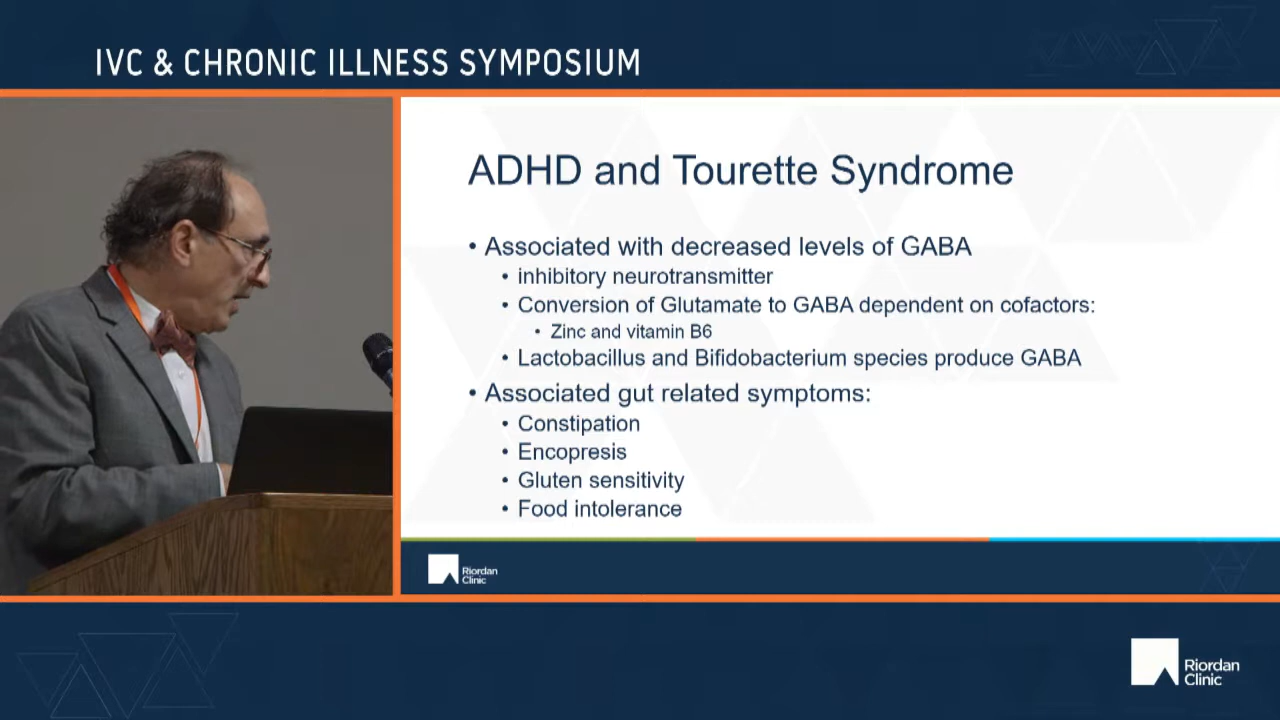 IVC & CHRONIC ILLNESS SYMPOSIUM
ADHD and Tourette Syndrome
• Associated with decreased levels of GABA
• inhibitory neurotransmitter
• Conversion of Glutamate to GABA dependent on cofactors:
• Zinc and vitamin B6
• Lactobacillus and Bifidobacterium species produce GABA
• Associated gut related symptoms:
• Constipation
• Encopresis
• Gluten sensitivity
• Food intolerance
Riordan
Clinic
Riordan
Clinic